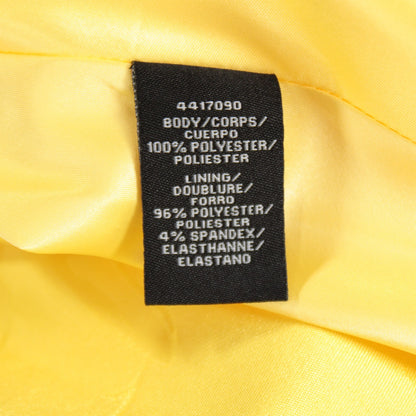 4417090
BODY/CORPS/
CUERPO
100% POLYESTER/
POLIESTER
LINING/
DOUBLURE/
FORRO
96% POLYESTER/
POLIESTER
4% SPANDEX/
ELASTHANNE/
ELASTANO